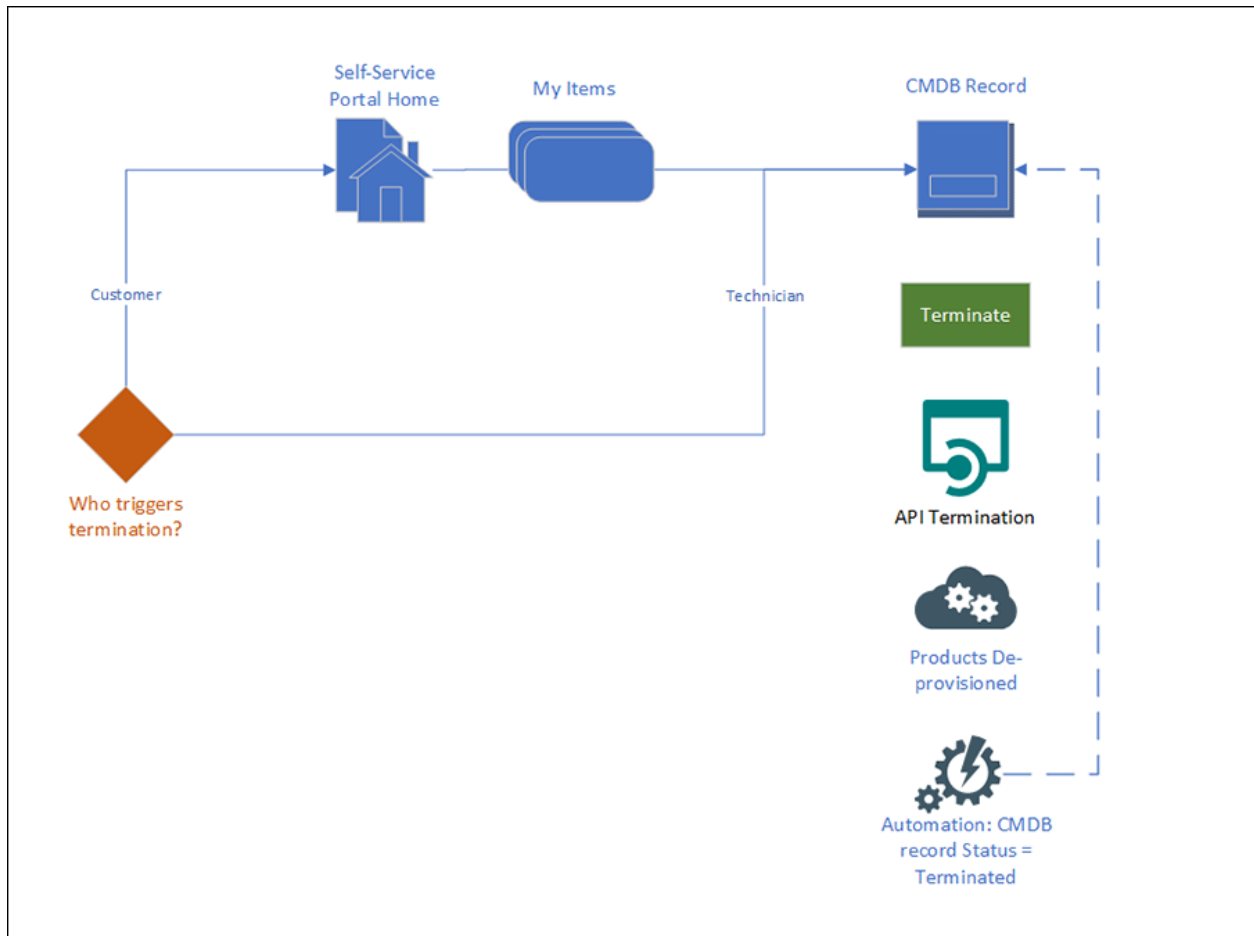 Self-Service
Portal Home
My Items
CMDB Record
Customer
Technician
Terminate
Who triggers
termination?
API Termination
Products De-
provisioned
Automation: CMDB
record Status =
Terminated